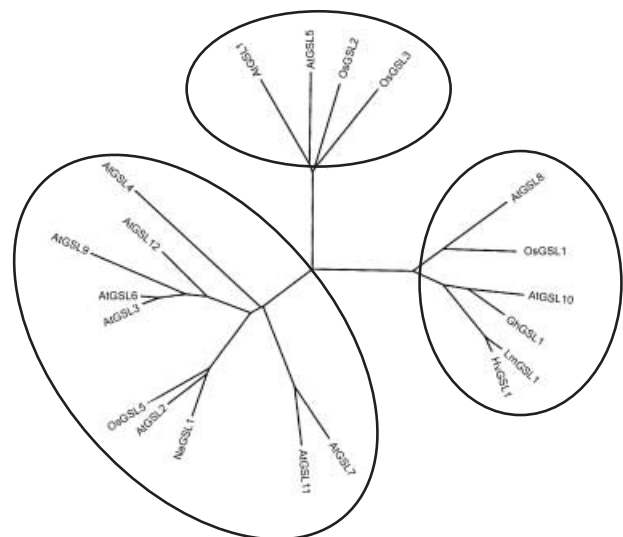 AtGSL1
AtGSL5
OsGSL2
OsGSL3
AtGSL4
AtGSL12
AtGSL9
AtGSL6
AtGSL3
OsGSL5
AtGSL2
NaGSL1
AtGSL11
AtGSL7
AtGSL8
OsGSL1
AtGSL10
GhGSL1
LmGSL1
HvGSL1